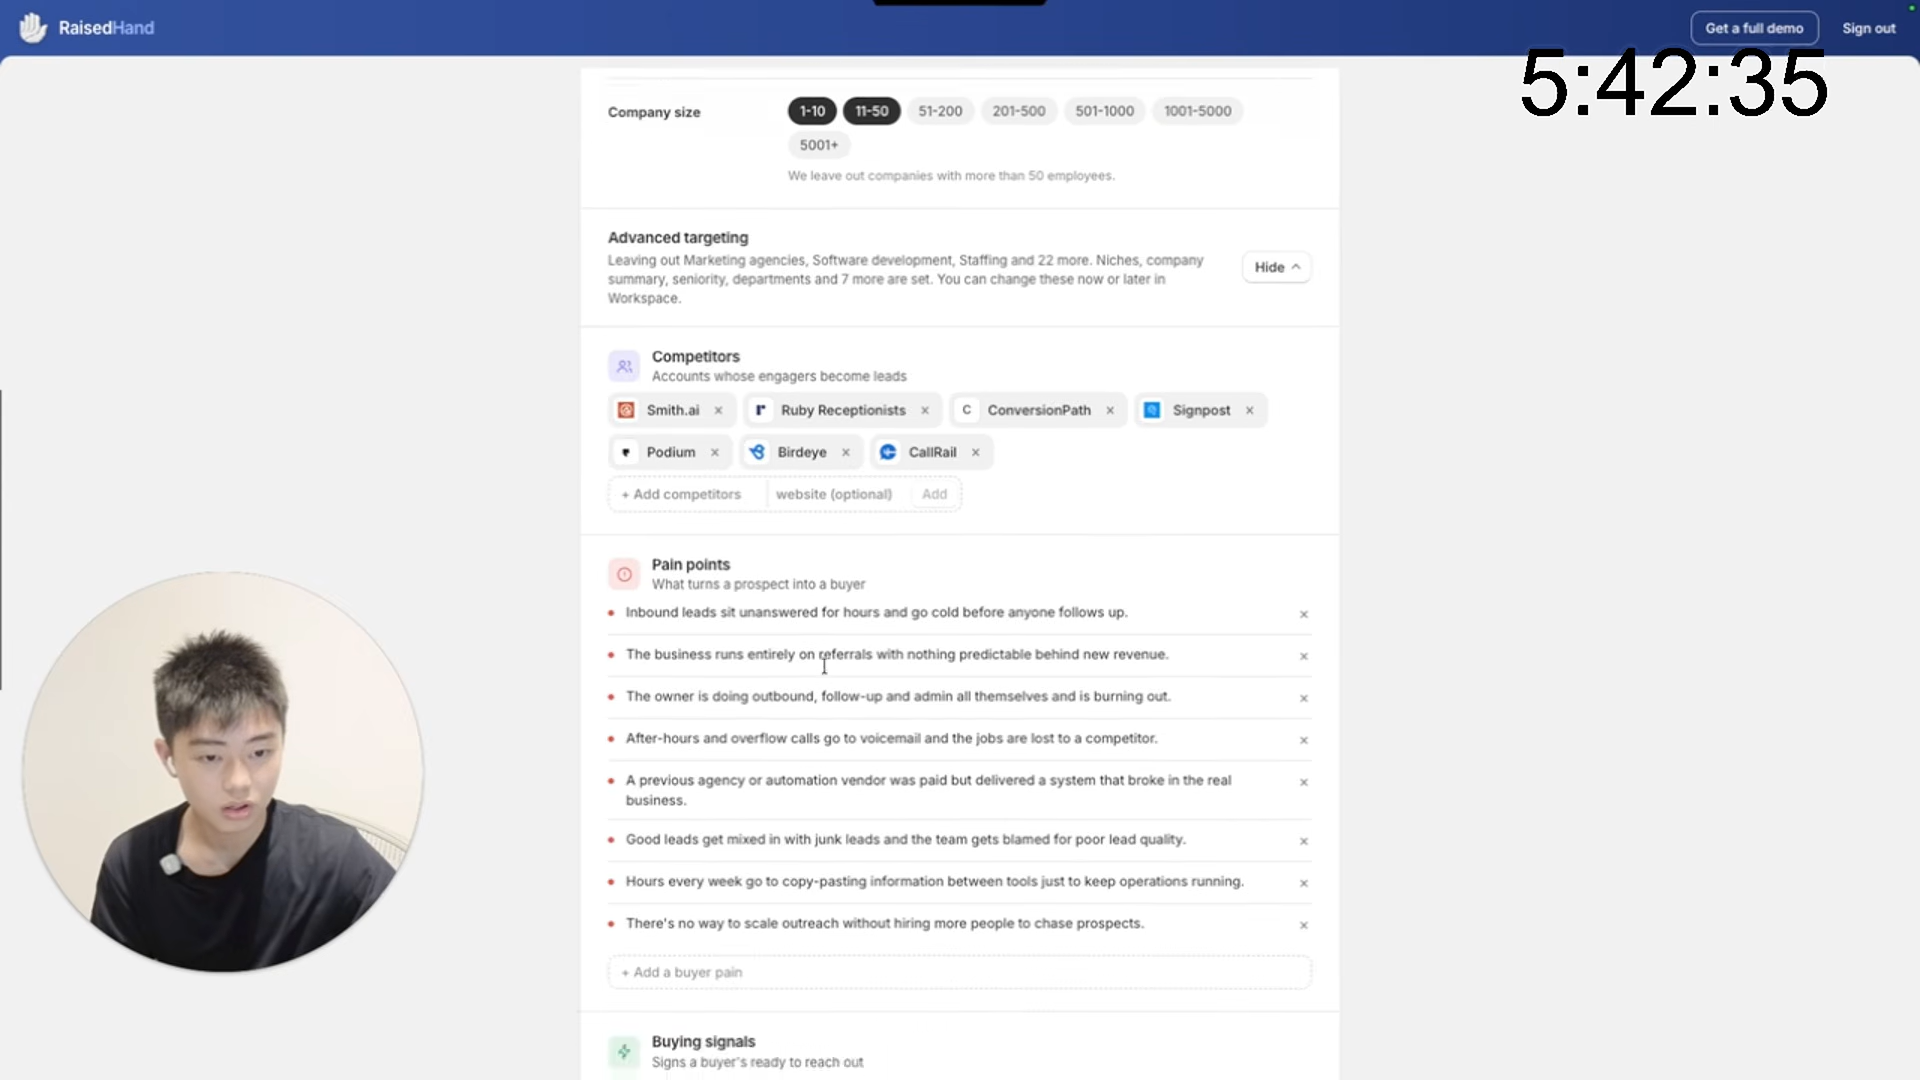 RaisedHand
Get a full demo
Sign out
5:42:35
Company size
1-10
11-50
51-200
201-500
501-1000
1001-5000
5001+
We leave out companies with more than 50 employees.
Advanced targeting
Leaving out Marketing agencies, Software development, Staffing and 22 more. Niches, company
summary, seniority, departments and 7 more are set. You can change these now or later in
Workspace.
Hide
Competitors
Accounts whose engagers become leads
Smith.ai ×
Ruby Receptionists ×
C ConversionPath ×
Signpost ×
Podium ×
Birdeye ×
CallRail ×
+ Add competitors
website (optional)
Add
Pain points
What turns a prospect into a buyer
Inbound leads sit unanswered for hours and go cold before anyone follows up. ×
The business runs entirely on referrals with nothing predictable behind new revenue. ×
The owner is doing outbound, follow-up and admin all themselves and is burning out. ×
After-hours and overflow calls go to voicemail and the jobs are lost to a competitor. ×
A previous agency or automation vendor was paid but delivered a system that broke in the real ×
business.
Good leads get mixed in with junk leads and the team gets blamed for poor lead quality. ×
Hours every week go to copy-pasting information between tools just to keep operations running. ×
There's no way to scale outreach without hiring more people to chase prospects. ×
+ Add a buyer pain
Buying signals
Signs a buyer's ready to reach out